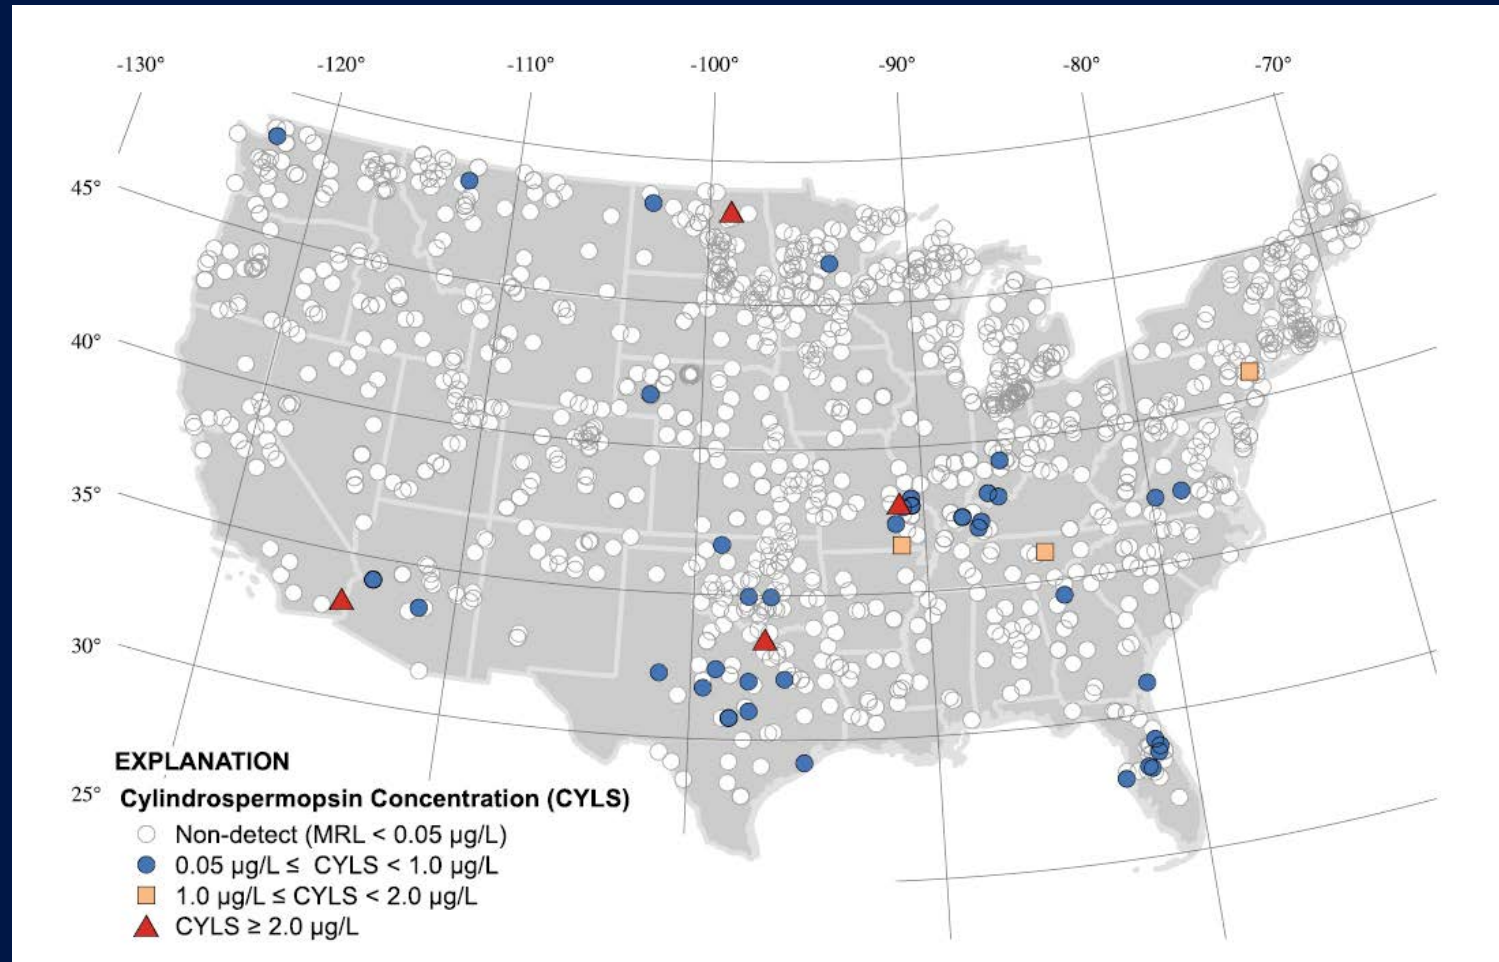 -130° -120° -110° -100° -90° -80° -70°
45°
40°
35°
30°
25°
EXPLANATION
Cylindrospermopsin Concentration (CYLS)
Non-detect (MRL < 0.05 µg/L)
0.05 µg/L ≤ CYLS < 1.0 µg/L
1.0 µg/L ≤ CYLS < 2.0 µg/L
CYLS ≥ 2.0 µg/L